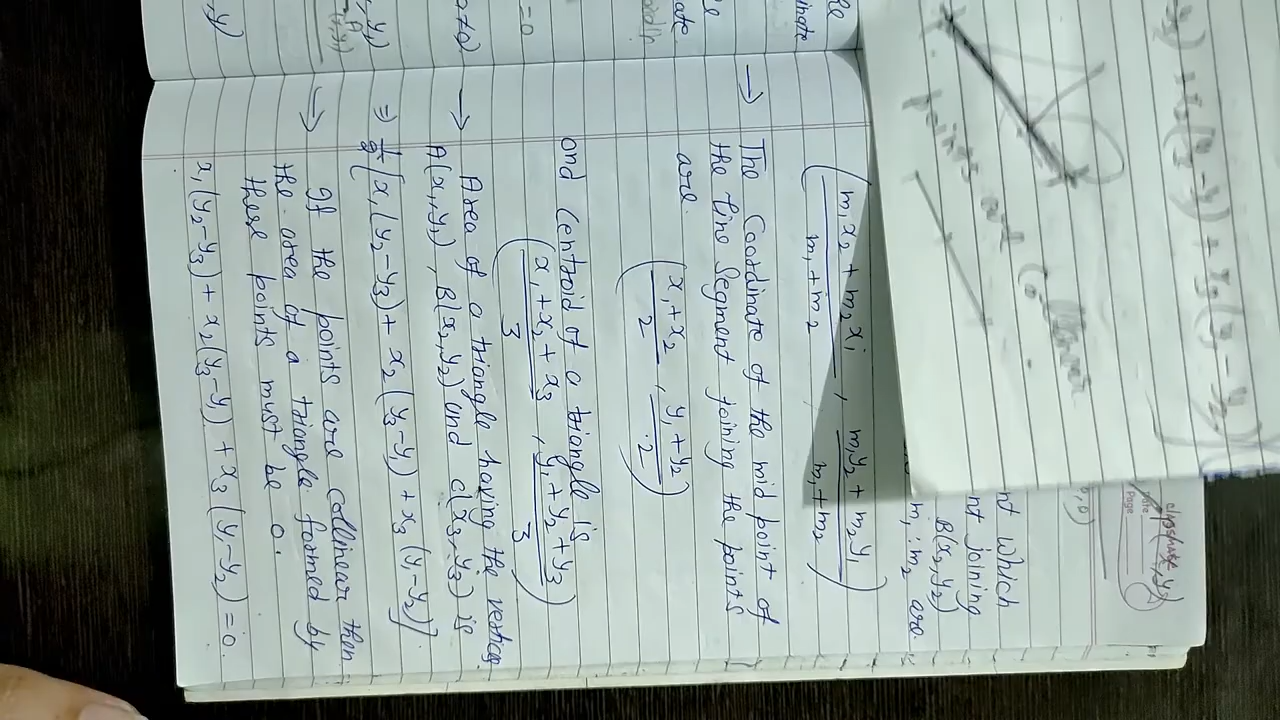 nt which
nt joining
B(x₂, y₂)
m₁ : m₂ are
( m₁x₂ + m₂x₁ / m₁ + m₂ , m₁y₂ + m₂y₁ / m₁ + m₂ )
→ The Coordinate of the mid point of
the line segment joining the points
are.
( x₁ + x₂ / 2 , y₁ + y₂ / 2 )
and Centroid of a triangle is
( x₁ + x₂ + x₃ / 3 , y₁ + y₂ + y₃ / 3 )
→ Area of a triangle having the vertices
A(x₁, y₁), B(x₂, y₂) and C(x₃, y₃) is
⇒ 1/2 [x₁(y₂-y₃) + x₂(y₃-y₁) + x₃(y₁-y₂)]
→ If the points are collinear then
the area of a triangle formed by
these points must be 0.
x₁(y₂-y₃) + x₂(y₃-y₁) + x₃(y₁-y₂) = 0
points are Collinear
Page